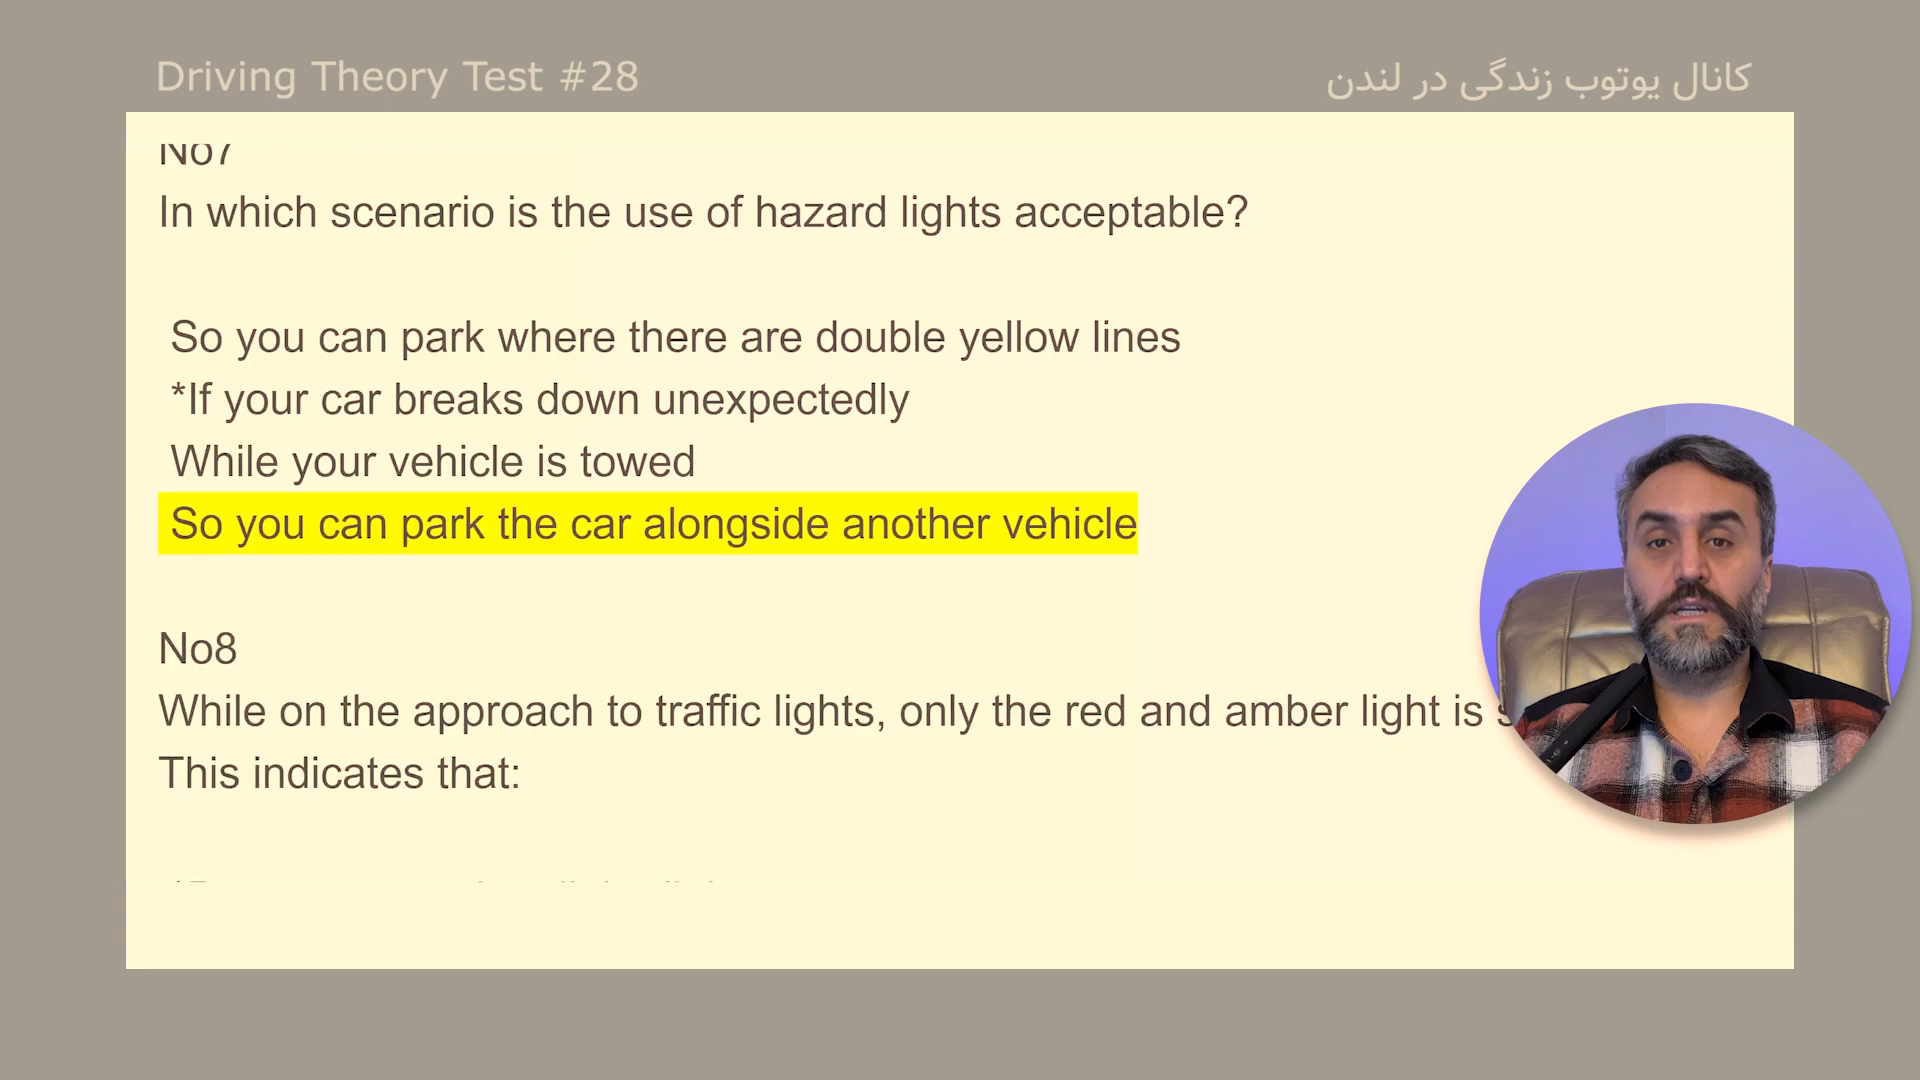 Driving Theory Test #28
کانال یوتوب زندگی در لندن
No7
In which scenario is the use of hazard lights acceptable?
So you can park where there are double yellow lines
*If your car breaks down unexpectedly
While your vehicle is towed
So you can park the car alongside another vehicle
No8
While on the approach to traffic lights, only the red and amber light is
This indicates that: